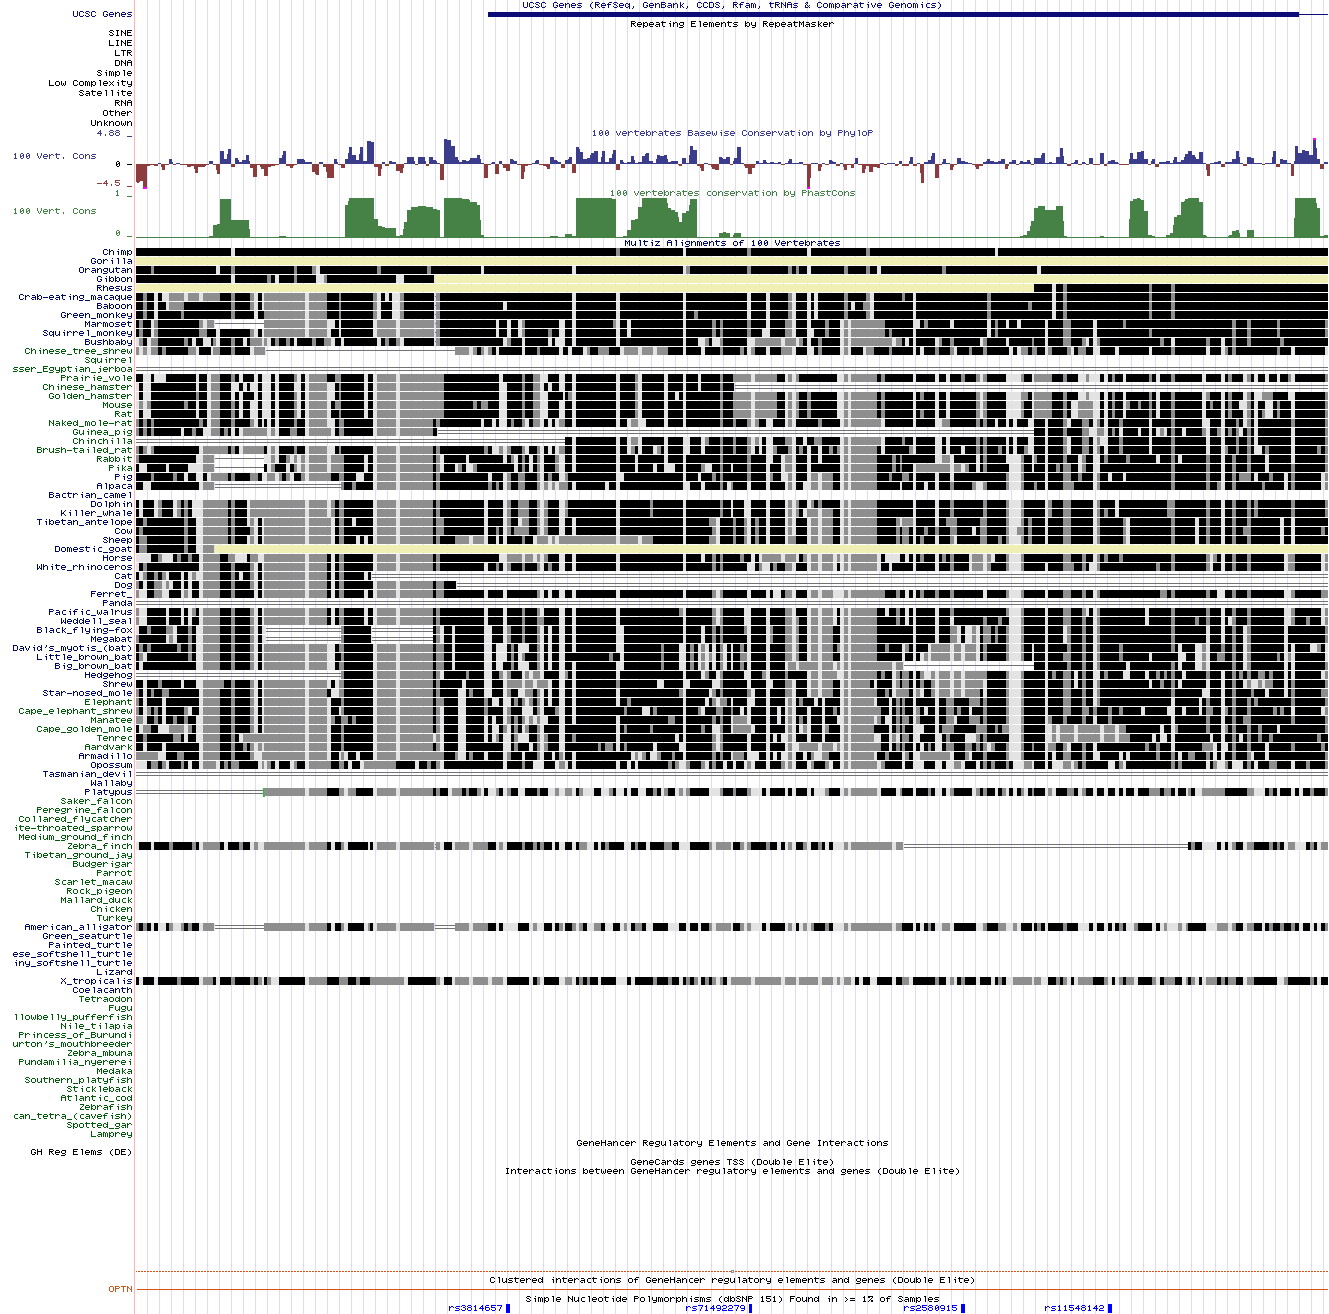 UCSC Genes (RefSeq, GenBank, CCDS, Rfam, tRNAs & Comparative Genomics)
UCSC Genes
Repeating Elements by RepeatMasker
SINE
LINE
LTR
DNA
Simple
Low Complexity
Satellite
RNA
Other
Unknown
100 vertebrates Basewise Conservation by PhyloP
4.88 _
100 Vert. Cons
0 _
-4.5 _
100 vertebrates conservation by PhastCons
1 _
100 Vert. Cons
0 _
Multiz Alignments of 100 Vertebrates
Chimp
Gorilla
Orangutan
Gibbon
Rhesus
Crab-eating_macaque
Baboon
Green_monkey
Marmoset
Squirrel_monkey
Bushbaby
Chinese_tree_shrew
Squirrel
sser_Egyptian_jerboa
Prairie_vole
Chinese_hamster
Golden_hamster
Mouse
Rat
Naked_mole-rat
Guinea_pig
Chinchilla
Brush-tailed_rat
Rabbit
Pika
Pig
Alpaca
Bactrian_camel
Dolphin
Killer_whale
Tibetan_antelope
Cow
Sheep
Domestic_goat
Horse
White_rhinoceros
Cat
Dog
Ferret_
Panda
Pacific_walrus
Weddell_seal
Black_flying-fox
Megabat
David's_myotis_(bat)
Little_brown_bat
Big_brown_bat
Hedgehog
Shrew
Star-nosed_mole
Elephant
Cape_elephant_shrew
Manatee
Cape_golden_mole
Tenrec
Aardvark
Armadillo
Opossum
Tasmanian_devil
Wallaby
Platypus
Saker_falcon
Peregrine_falcon
Collared_flycatcher
ite-throated_sparrow
Medium_ground_finch
Zebra_finch
Tibetan_ground_jay
Budgerigar
Parrot
Scarlet_macaw
Rock_pigeon
Mallard_duck
Chicken
Turkey
American_alligator
Green_seaturtle
Painted_turtle
ese_softshell_turtle
iny_softshell_turtle
Lizard
X_tropicalis
Coelacanth
Tetraodon
Fugu
llowbelly_pufferfish
Nile_tilapia
Princess_of_Burundi
urton's_mouthbreeder
Zebra_mbuna
Pundamilia_nyererei
Medaka
Southern_platyfish
Stickleback
Atlantic_cod
Zebrafish
can_tetra_(cavefish)
Spotted_gar
Lamprey
GeneHancer Regulatory Elements and Gene Interactions
GH Reg Elems (DE)
GeneCards genes TSS (Double Elite)
Interactions between GeneHancer regulatory elements and genes (Double Elite)
Clustered interactions of GeneHancer regulatory elements and genes (Double Elite)
OPTN
Simple Nucleotide Polymorphisms (dbSNP 151) Found in >= 1% of Samples
rs3814657 rs71492279 rs2580915 rs11548142